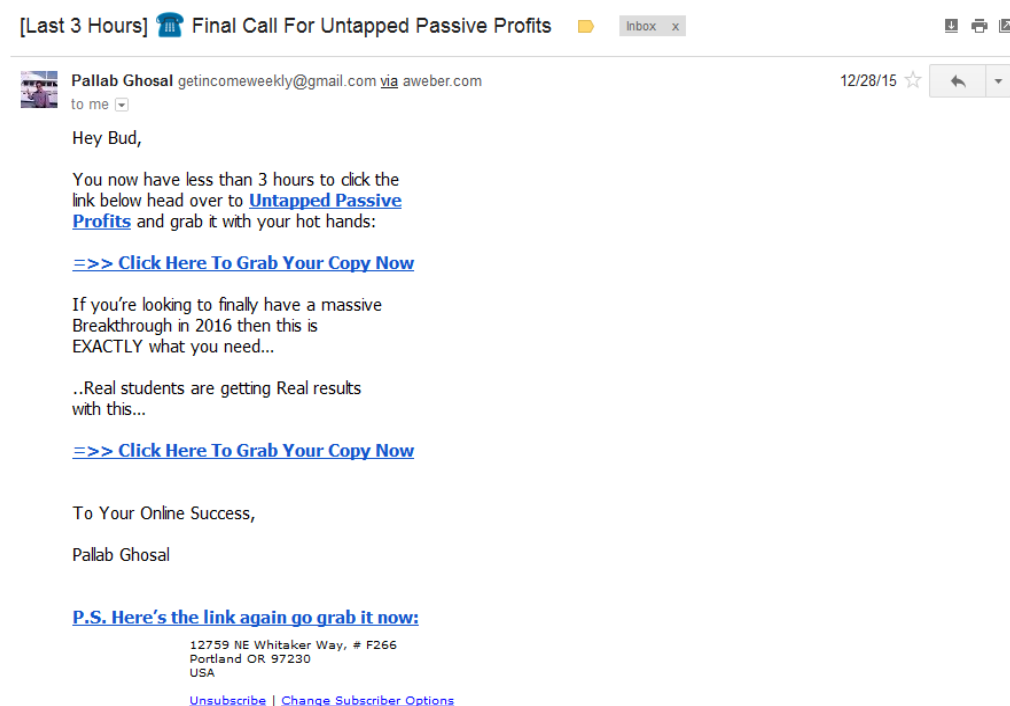 [Last 3 Hours] ☎ Final Call For Untapped Passive Profits Inbox x
Pallab Ghosal getincomeweekly@gmail.com via aweber.com 12/28/15
to me
Hey Bud,
You now have less than 3 hours to click the
link below head over to Untapped Passive
Profits and grab it with your hot hands:
=>> Click Here To Grab Your Copy Now
If you’re looking to finally have a massive
Breakthrough in 2016 then this is
EXACTLY what you need...
..Real students are getting Real results
with this...
=>> Click Here To Grab Your Copy Now
To Your Online Success,
Pallab Ghosal
P.S. Here’s the link again go grab it now:
12759 NE Whitaker Way, # F266
Portland OR 97230
USA
Unsubscribe | Change Subscriber Options